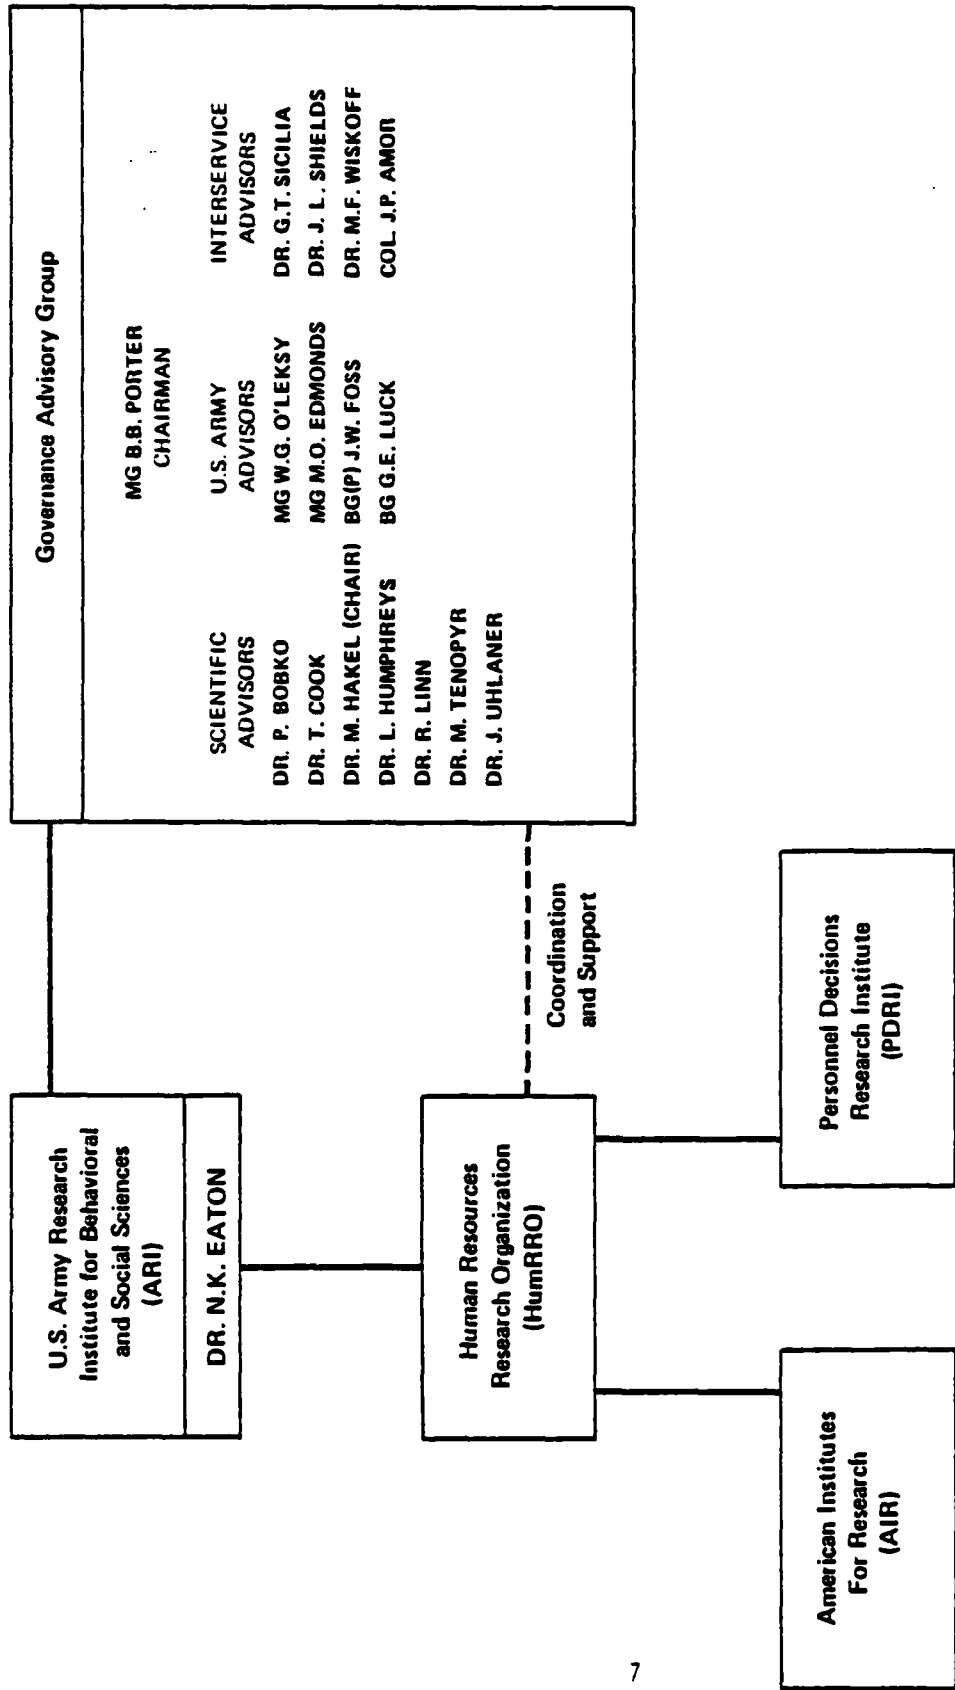 U.S. Army Research
Institute for Behavioral
and Social Sciences
(ARI)
DR. N.K. EATON
Governance Advisory Group
MG B.B. PORTER
CHAIRMAN
SCIENTIFIC
ADVISORS
DR. P. BOBKO
DR. T. COOK
DR. M. HAKEL (CHAIR)
DR. L. HUMPHREYS
DR. R. LINN
DR. M. TENOPYR
DR. J. UHLANER
U.S. ARMY
ADVISORS
MG W.G. O'LEKSY
MG M.O. EDMONDS
BG(P) J.W. FOSS
BG G.E. LUCK
INTERSERVICE
ADVISORS
DR. G.T. SICILIA
DR. J. L. SHIELDS
DR. M.F. WISKOFF
COL. J.P. AMOR
Human Resources
Research Organization
(HumRRO)
Coordination
and Support
American Institutes
For Research
(AIR)
Personnel Decisions
Research Institute
(PDRI)
7